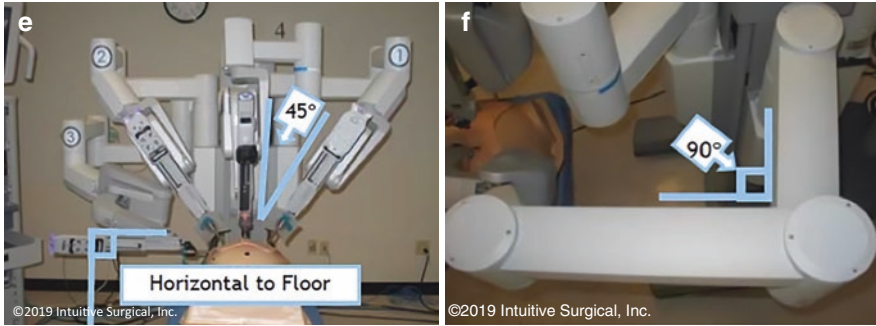 e
4
2
1
45°
3
Horizontal to Floor
©2019 Intuitive Surgical, Inc.
f
90°
©2019 Intuitive Surgical, Inc.